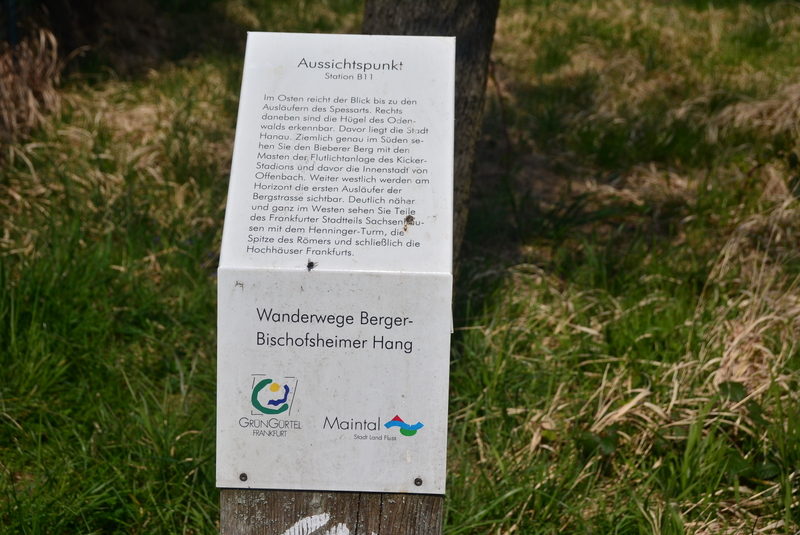 Aussichtspunkt
Station B11
Im Osten reicht der Blick bis zu den
Ausläufern des Spessarts. Rechts
daneben sind die Hügel des Oden-
walds erkennbar. Davor liegt die Stadt
Hanau. Ziemlich genau im Süden se-
hen Sie den Bieberer Berg mit den
Masten der Flutlichtanlage des Kicker-
Stadions und davor die Innenstadt von
Offenbach. Weiter westlich werden am
Horizont die ersten Ausläufer der
Bergstrasse sichtbar. Deutlich näher
und ganz im Westen sehen Sie Teile
des Frankfurter Stadtteils Sachsenhau-
sen mit dem Henninger-Turm, die
Spitze des Römers und schließlich die
Hochhäuser Frankfurts.
Wanderwege Berger-
Bischofsheimer Hang
GRÜNGÜRTEL
FRANKFURT
Maintal
Stadt Land Fluss